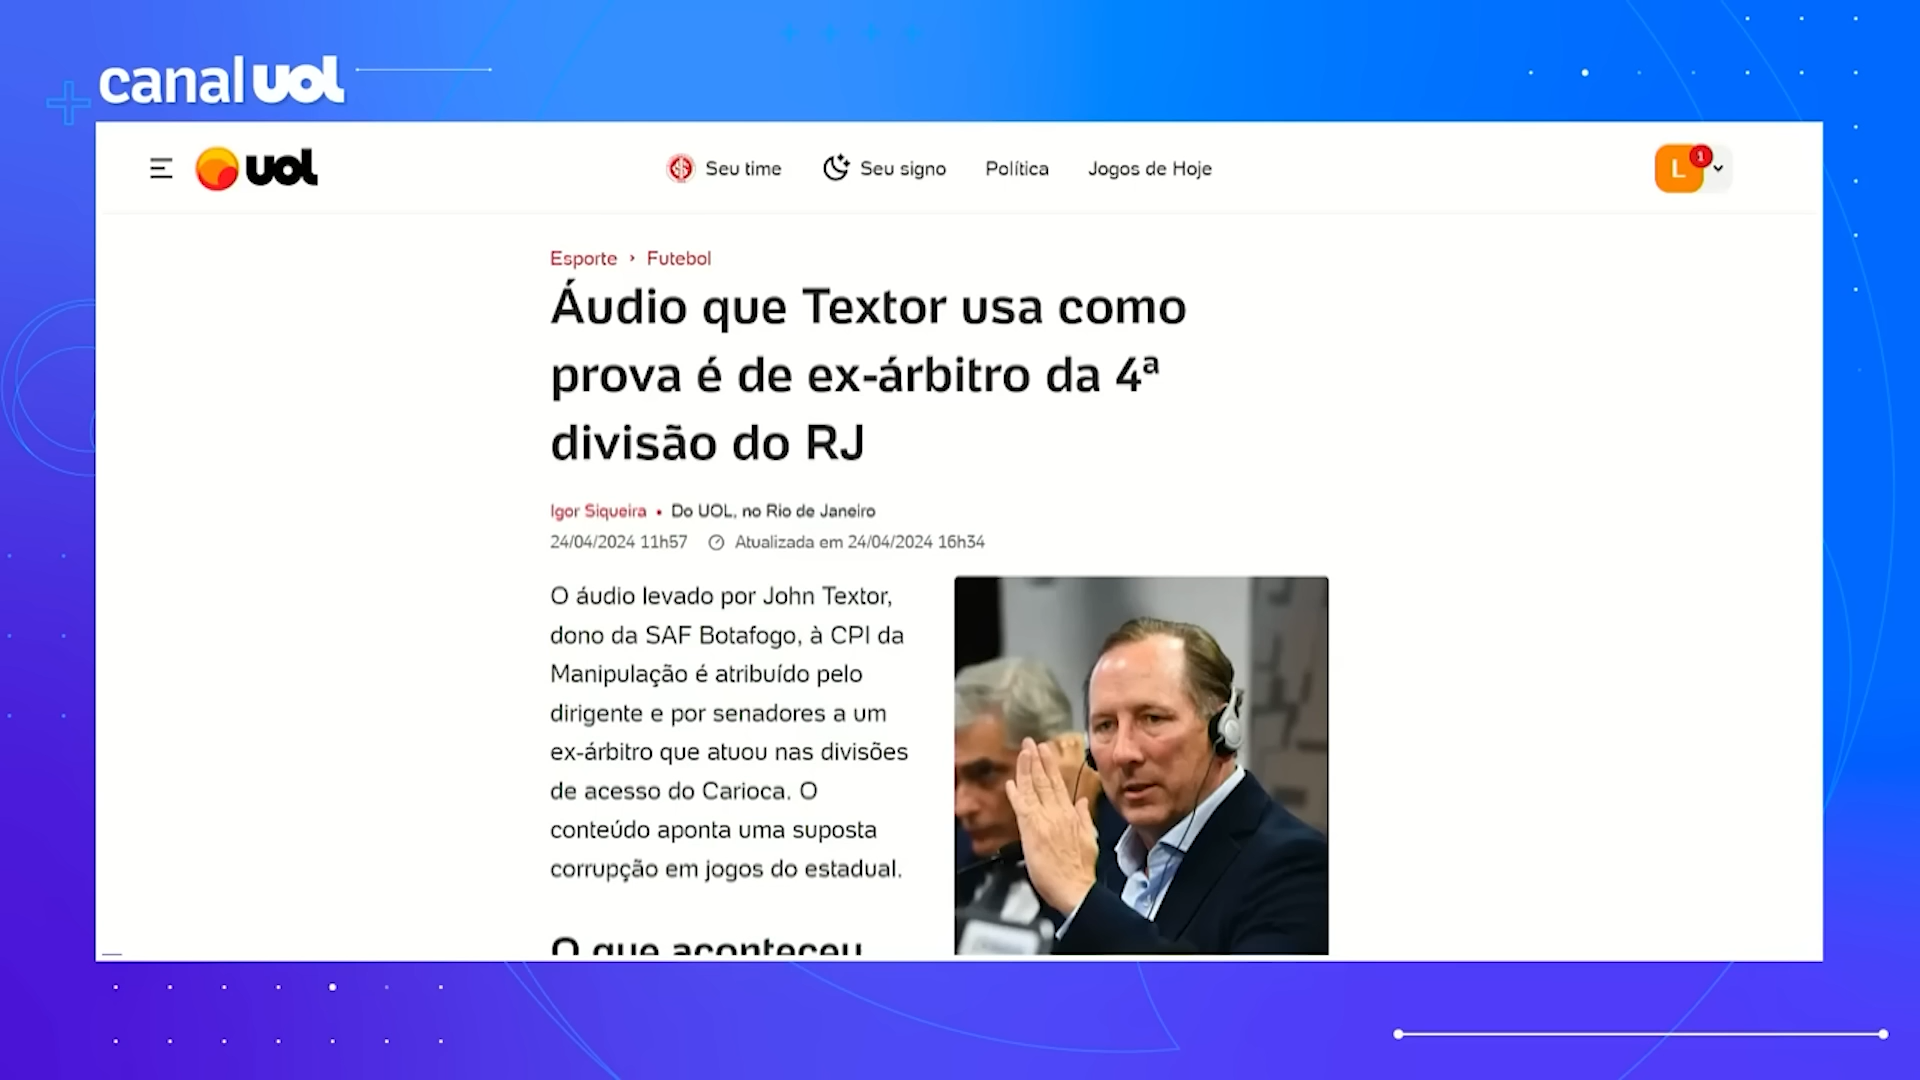 canal uol
uol
Seu time
Seu signo
Política
Jogos de Hoje
L
1
Esporte › Futebol
Áudio que Textor usa como
prova é de ex-árbitro da 4ª
divisão do RJ
Igor Siqueira • Do UOL, no Rio de Janeiro
24/04/2024 11h57 Atualizada em 24/04/2024 16h34
O áudio levado por John Textor,
dono da SAF Botafogo, à CPI da
Manipulação é atribuído pelo
dirigente e por senadores a um
ex-árbitro que atuou nas divisões
de acesso do Carioca. O
conteúdo aponta uma suposta
corrupção em jogos do estadual.
O que aconteceu